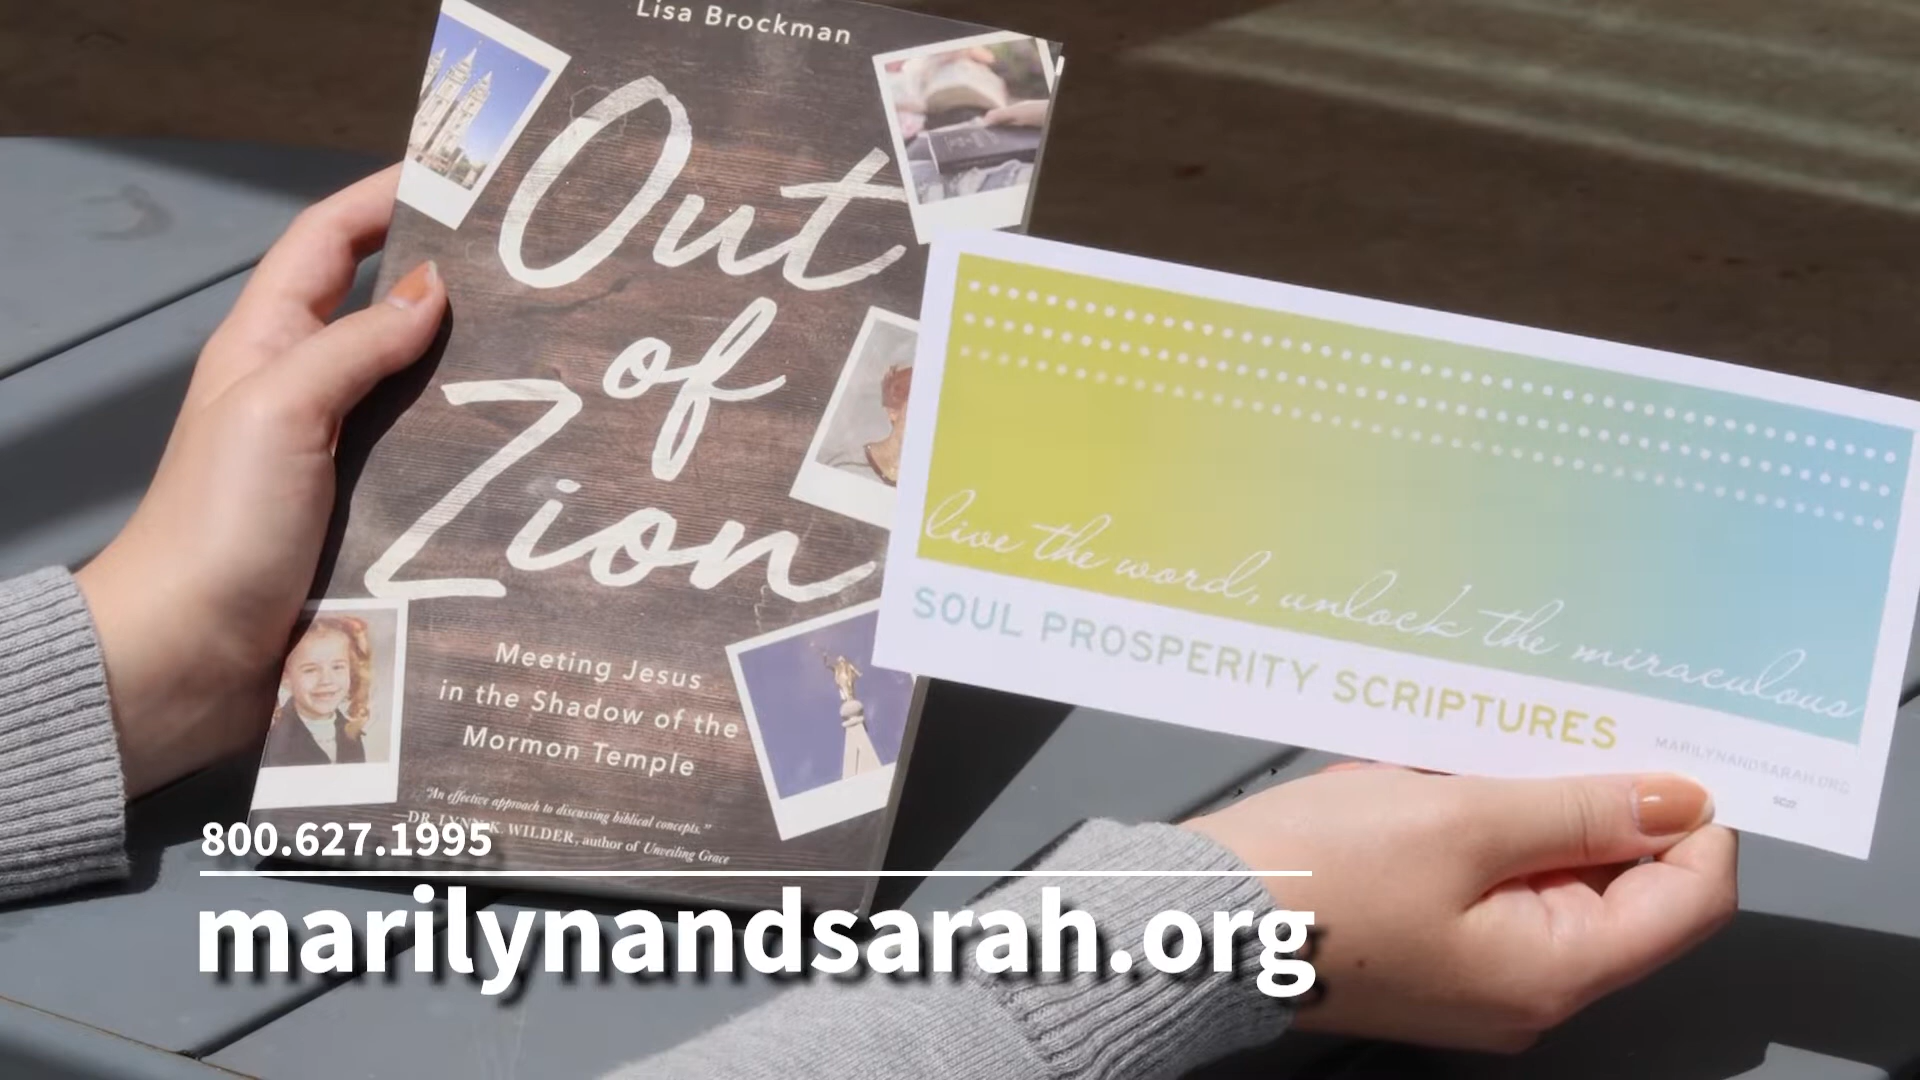 Lisa Brockman
Out
of
Zion
Meeting Jesus
in the Shadow of the
Mormon Temple
"An effective approach to discussing biblical concepts."
—DR. LYNN K. WILDER, author of Unveiling Grace
live the word, unlock the miraculous
SOUL PROSPERITY SCRIPTURES
MARILYNANDSARAH.ORG
800.627.1995
marilynandsarah.org